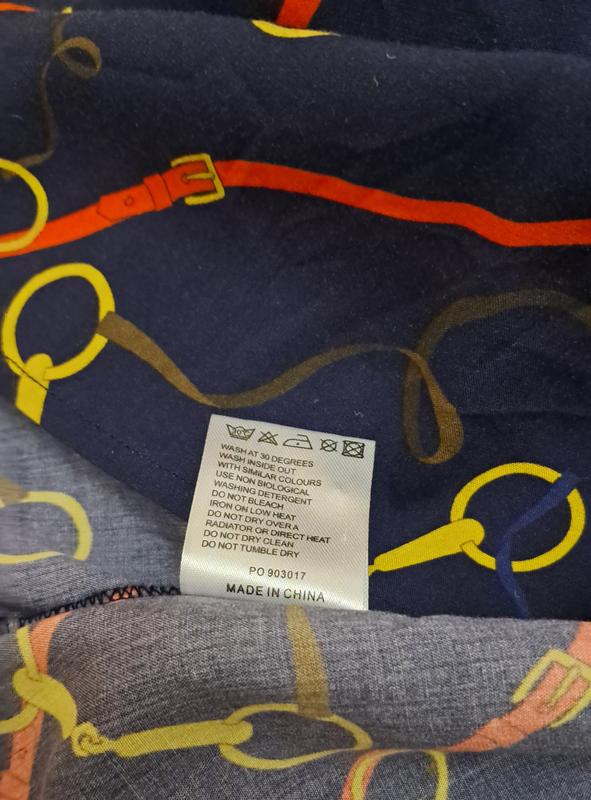 30°
WASH AT 30 DEGREES
WASH INSIDE OUT
WITH SIMILAR COLOURS
USE NON BIOLOGICAL
WASHING DETERGENT
DO NOT BLEACH
IRON ON LOW HEAT
DO NOT DRY OVER A
RADIATOR OR DIRECT HEAT
DO NOT DRY CLEAN
DO NOT TUMBLE DRY
PO 903017
MADE IN CHINA